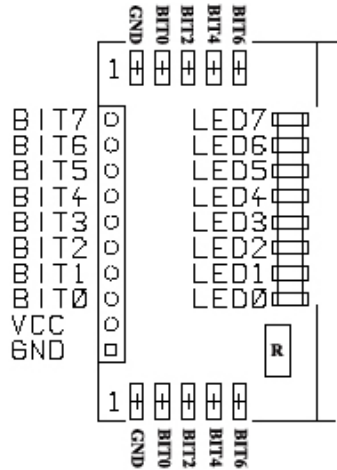 GND BIT0 BIT2 BIT4 BIT6
1
BIT7 LED7
BIT6 LED6
BIT5 LED5
BIT4 LED4
BIT3 LED3
BIT2 LED2
BIT1 LED1
BIT0 LED0
VCC
GND
R
1
GND BIT0 BIT2 BIT4 BIT6